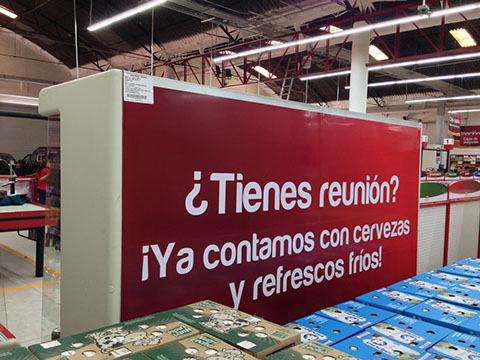 ¿Tienes reunión?
¡Ya contamos con cervezas
y refrescos fríos!